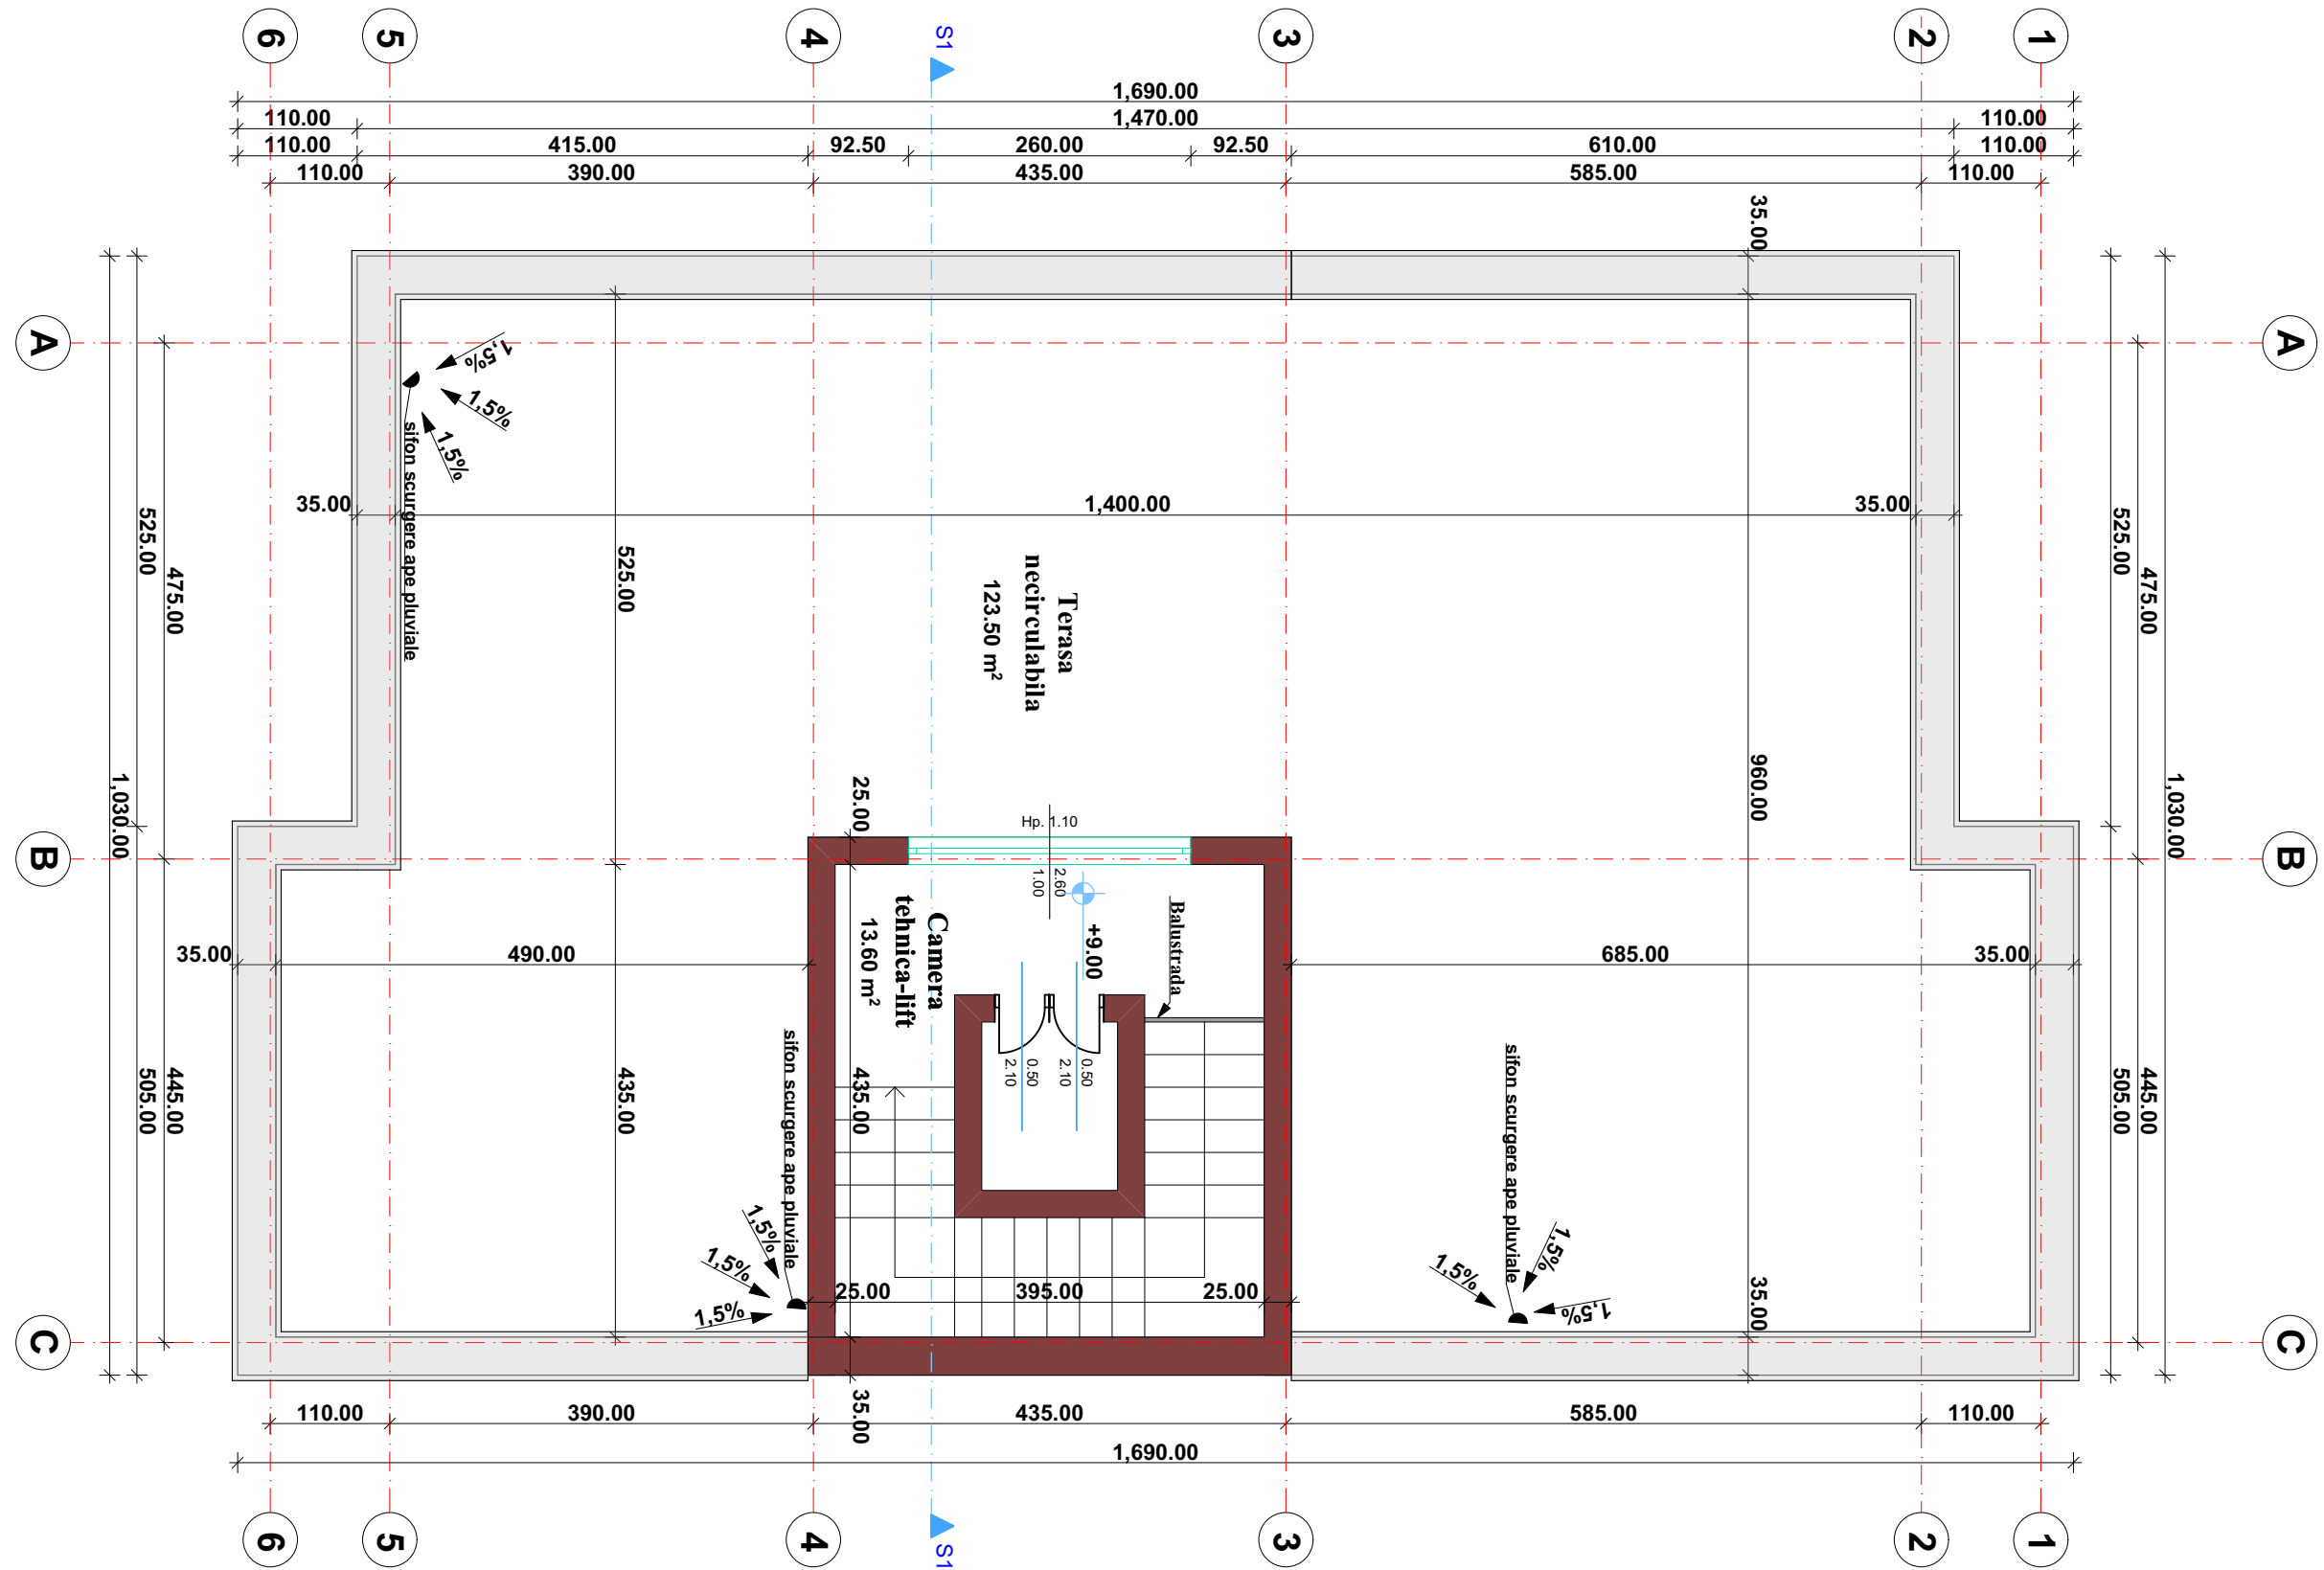 6 5 4 S1 3 2 1
1,690.00
110.00 1,470.00 110.00
110.00 415.00 92.50 260.00 92.50 610.00 110.00
110.00 390.00 435.00 585.00 110.00
35.00
A A
1,5%
1,5%
1,5%
sifon scurgere ape pluviale
35.00 1,400.00 35.00
525.00
475.00
525.00
525.00
475.00
Terasa
necirculabila
123.50 m²
1,030.00
960.00
1,030.00
25.00
Hp. 1.10
B B
2.60
1.00
Camera
tehnica-lift
13.60 m²
+9.00
Balustrada
35.00 490.00 685.00 35.00
0.50
2.10
0.50
2.10
505.00
445.00
435.00
435.00
505.00
445.00
sifon scurgere ape pluviale
1,5%
1,5%
1,5%
sifon scurgere ape pluviale
1,5%
1,5%
1,5%
25.00 395.00 25.00
35.00
C C
35.00
110.00 390.00 435.00 585.00 110.00
1,690.00
6 5 4 S1 3 2 1